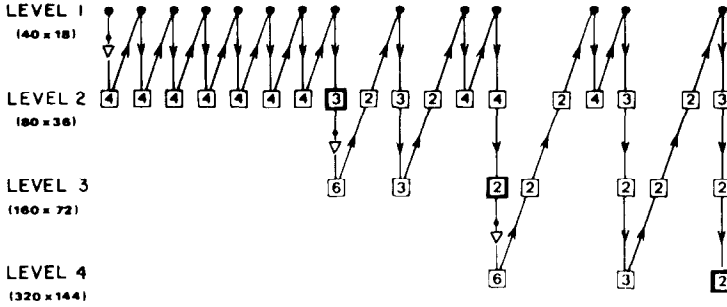 LEVEL 1
(40 x 18)
LEVEL 2 4 4 4 4 4 4 4 3 2 3 2 4 4 2 4 3 2 3
(80 x 36)
LEVEL 3 6 3 2 2 2 2 2
(160 x 72)
LEVEL 4 6 3 2
(320 x 144)